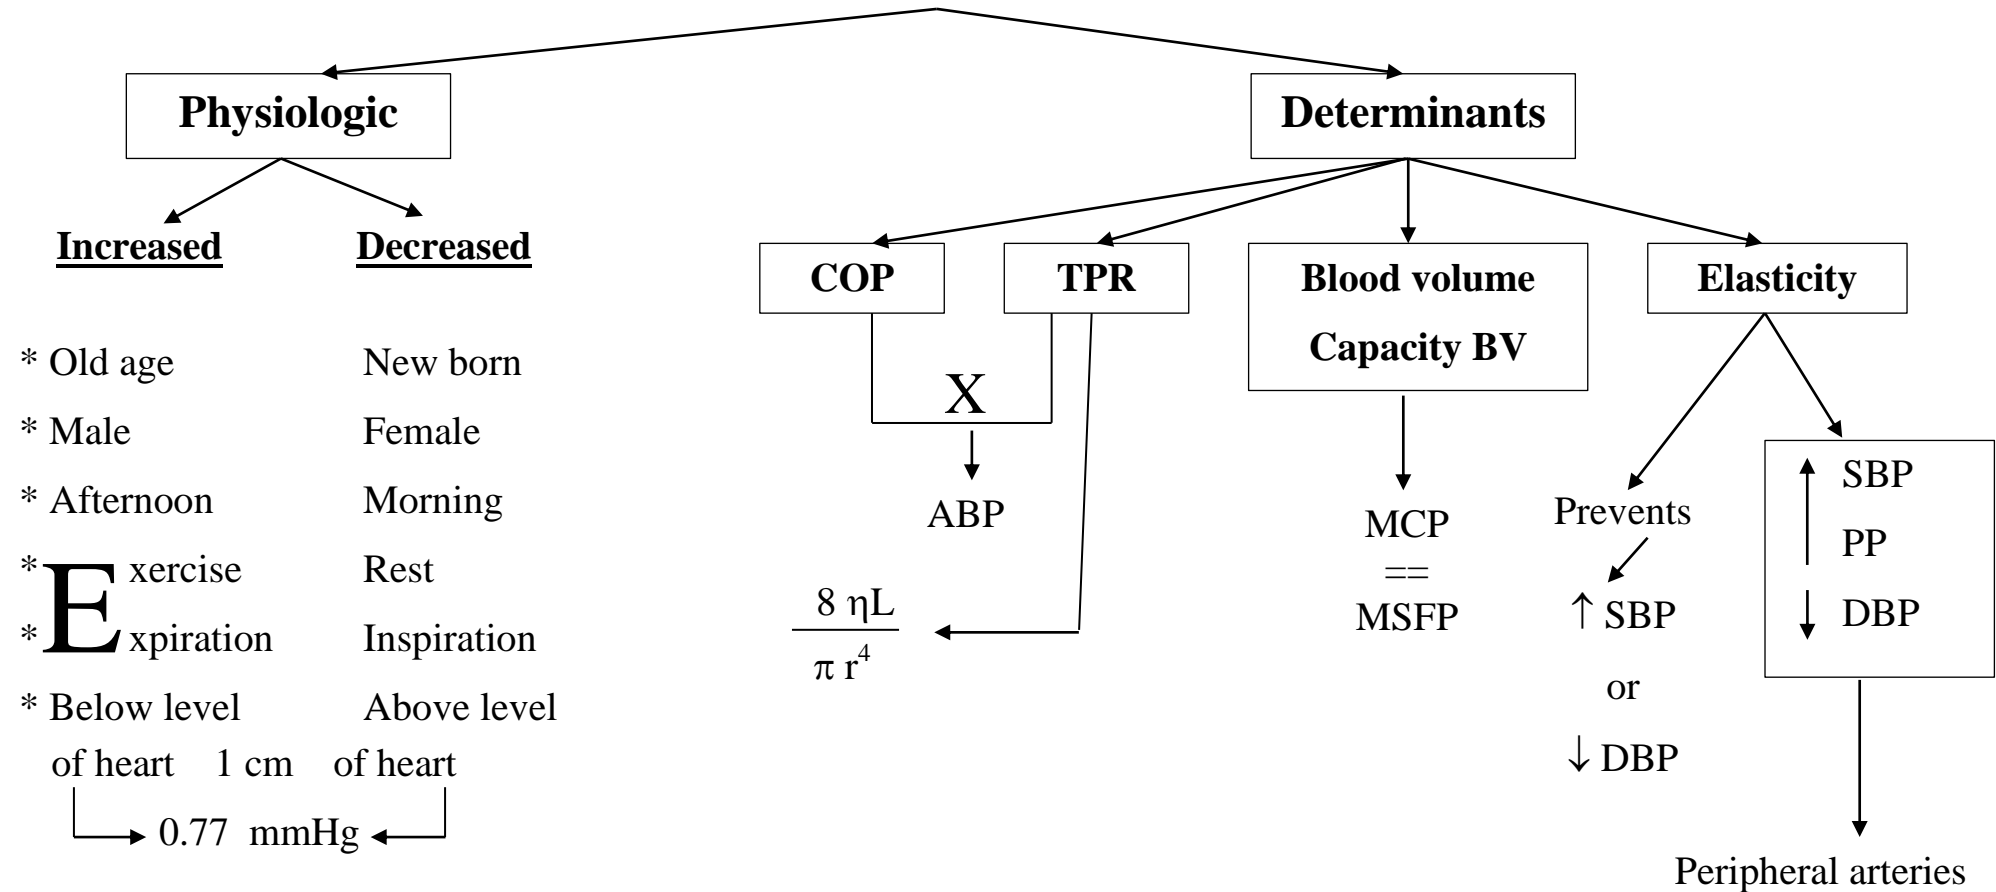 Physiologic
Increased Decreased
* Old age New born
* Male Female
* Afternoon Morning
* Exercise Rest
* Expiration Inspiration
* Below level Above level
of heart 1 cm of heart
0.77 mmHg
Determinants
COP
TPR
X
ABP
8 ηL
π r⁴
Blood volume
Capacity BV
MCP
==
MSFP
Elasticity
Prevents
↑ SBP
or
↓ DBP
↑ SBP
PP
↓ DBP
Peripheral arteries